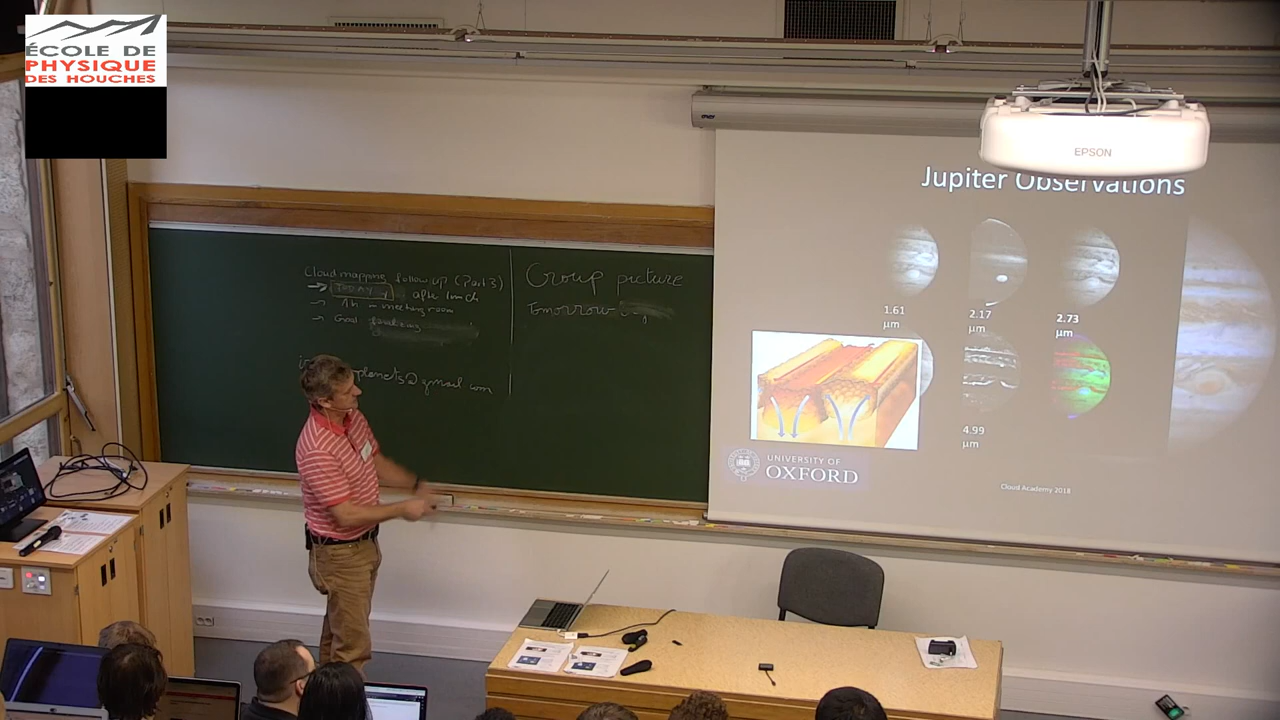 ÉCOLE DE
PHYSIQUE
DES HOUCHES
Cloud mapping follow up (Part 3)
→ TODAY after lunch
→ in meeting room
→ Goal
planets@gmail.com
Group picture
Tomorrow
EPSON
Jupiter Observations
1.61
µm
2.17
µm
2.73
µm
4.99
µm
UNIVERSITY OF
OXFORD
Cloud Academy 2018